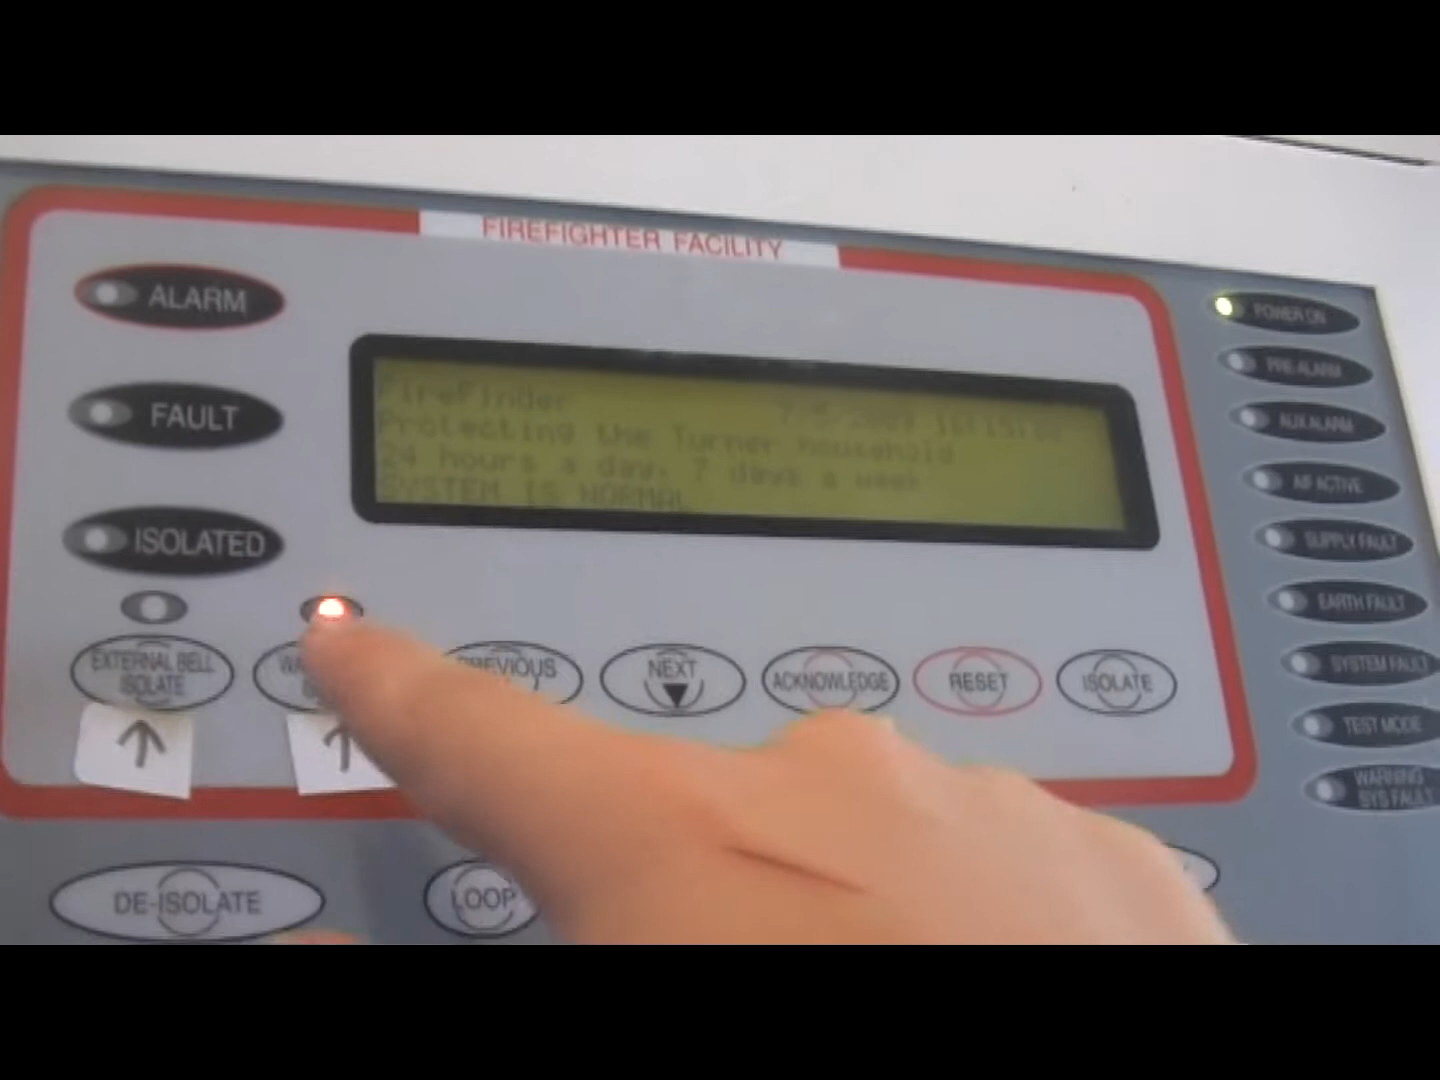 FIREFIGHTER FACILITY
ALARM
FAULT
ISOLATED
FireFinder
Protecting the Turner household
24 hours a day, 7 days a week
SYSTEM IS NORMAL
POWER ON
PRE-ALARM
AUX ALARM
AIF ACTIVE
SUPPLY FAULT
EARTH FAULT
SYSTEM FAULT
TEST MODE
WARNING
SYS FAULT
EXTERNAL BELL
ISOLATE
PREVIOUS
NEXT
ACKNOWLEDGE
RESET
ISOLATE
DE-ISOLATE
LOOP